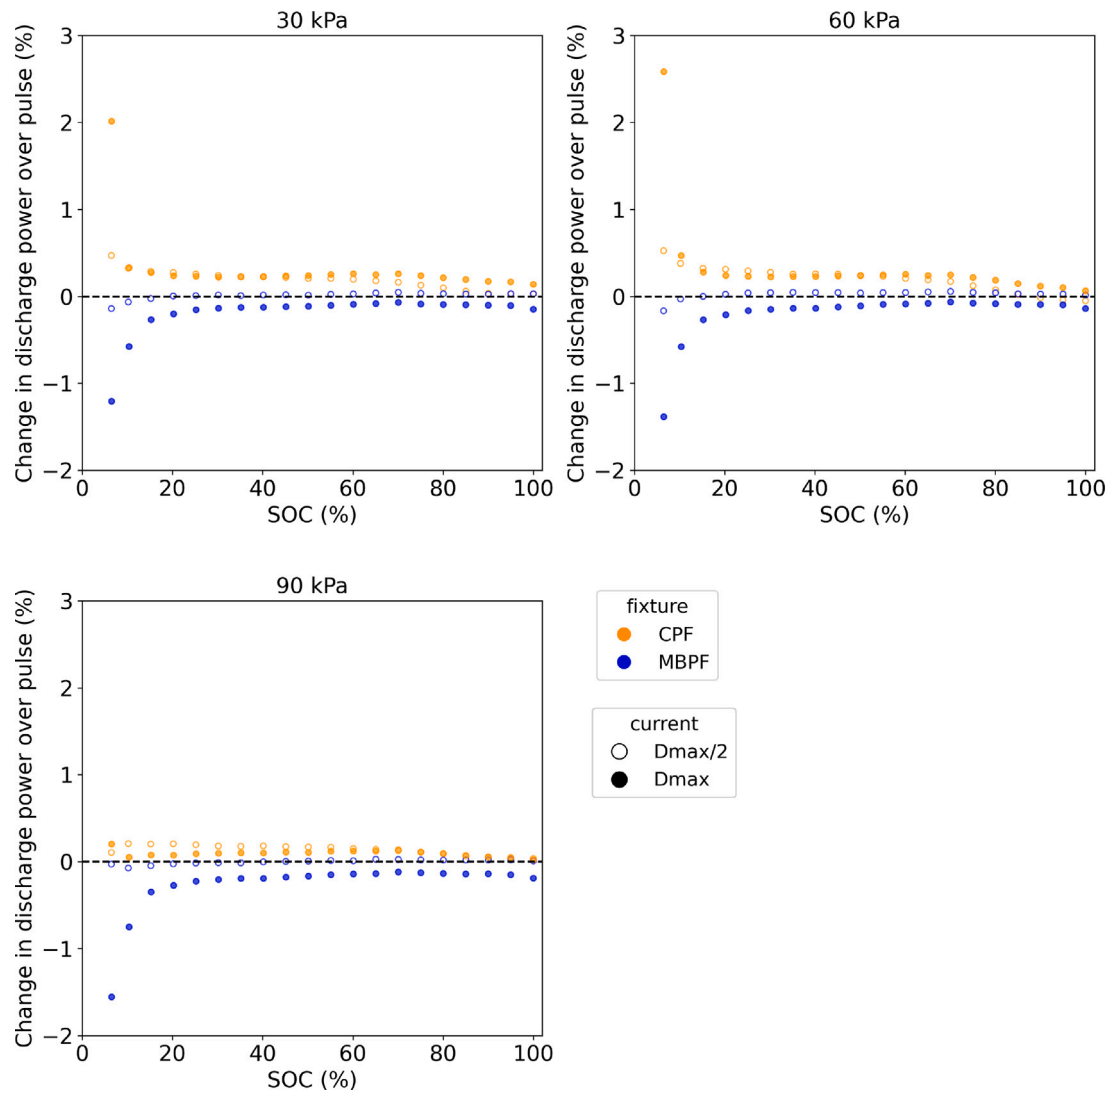 30 kPa
Change in discharge power over pulse (%)
3
2
1
0
−1
−2
0 20 40 60 80 100
SOC (%)
60 kPa
Change in discharge power over pulse (%)
3
2
1
0
−1
−2
0 20 40 60 80 100
SOC (%)
90 kPa
Change in discharge power over pulse (%)
3
2
1
0
−1
−2
0 20 40 60 80 100
SOC (%)
fixture
CPF
MBPF
current
Dmax/2
Dmax